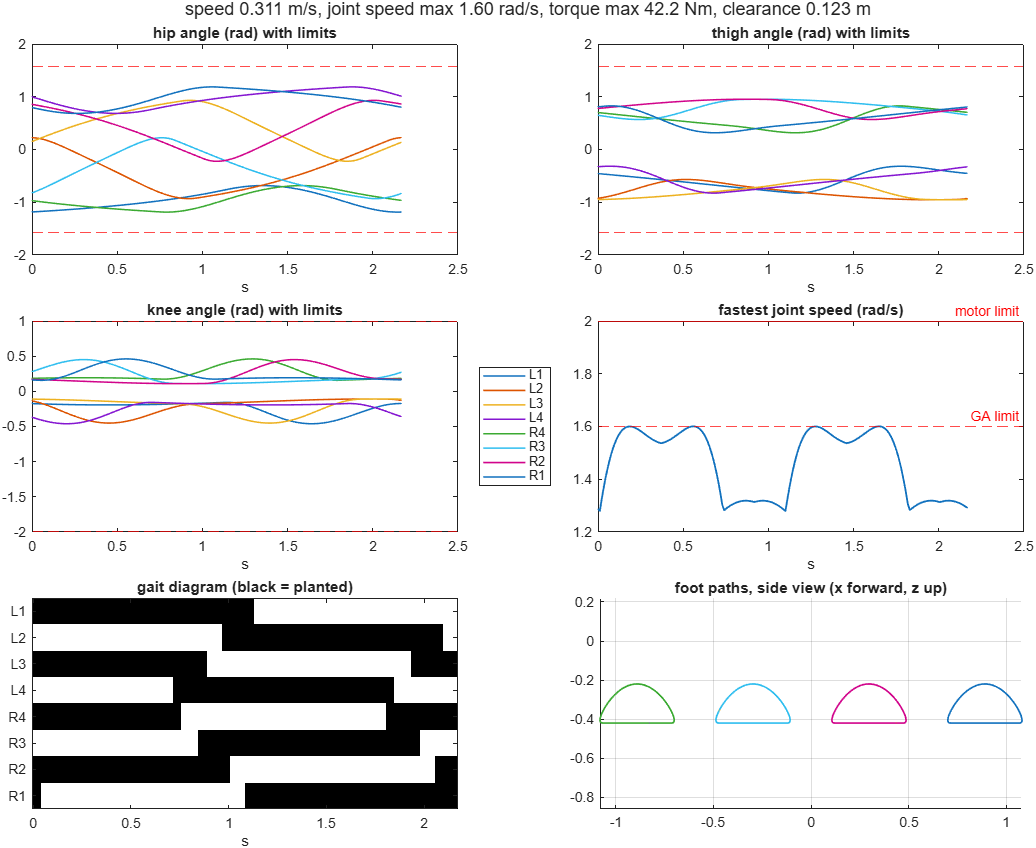 speed 0.311 m/s, joint speed max 1.60 rad/s, torque max 42.2 Nm, clearance 0.123 m
hip angle (rad) with limits
2
1
0
-1
-2
0 0.5 1 1.5 2 2.5
s
thigh angle (rad) with limits
2
1
0
-1
-2
0 0.5 1 1.5 2 2.5
s
knee angle (rad) with limits
1
0.5
0
-0.5
-1
-1.5
-2
0 0.5 1 1.5 2 2.5
s
L1
L2
L3
L4
R4
R3
R2
R1
fastest joint speed (rad/s)
motor limit
GA limit
2
1.8
1.6
1.4
1.2
0 0.5 1 1.5 2 2.5
s
gait diagram (black = planted)
L1
L2
L3
L4
R4
R3
R2
R1
0 1 2
s
foot paths, side view (x forward, z up)
0.2
0
-0.2
-0.4
-0.6
-0.8
-1 -0.5 0 0.5 1